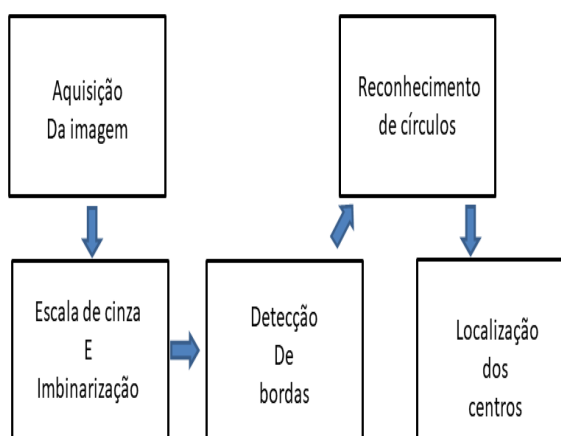 Aquisição
Da imagem
Escala de cinza
E
Imbinarização
Detecção
De
bordas
Reconhecimento
de círculos
Localização
dos
centros